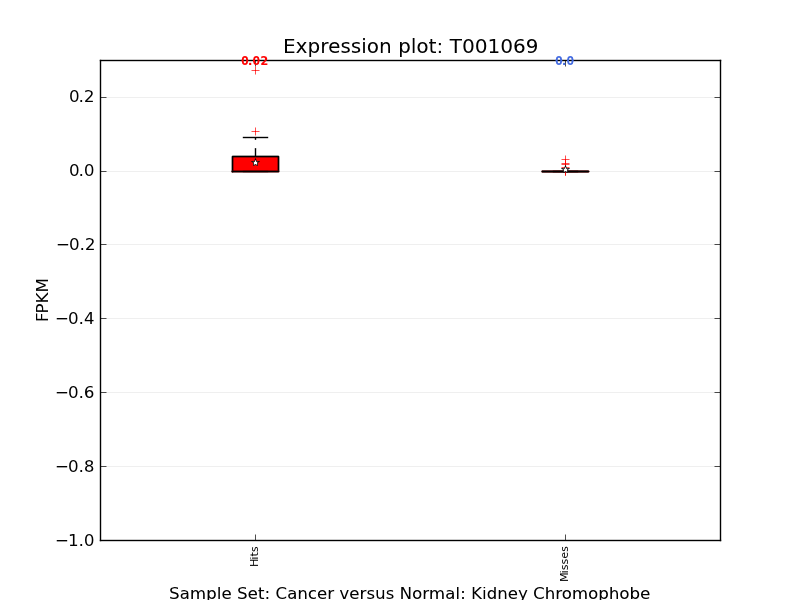 Expression plot: T001069
0.02
0.0
0.2
0.0
−0.2
−0.4
−0.6
−0.8
−1.0
FPKM
Hits
Misses
Sample Set: Cancer versus Normal: Kidney Chromophobe